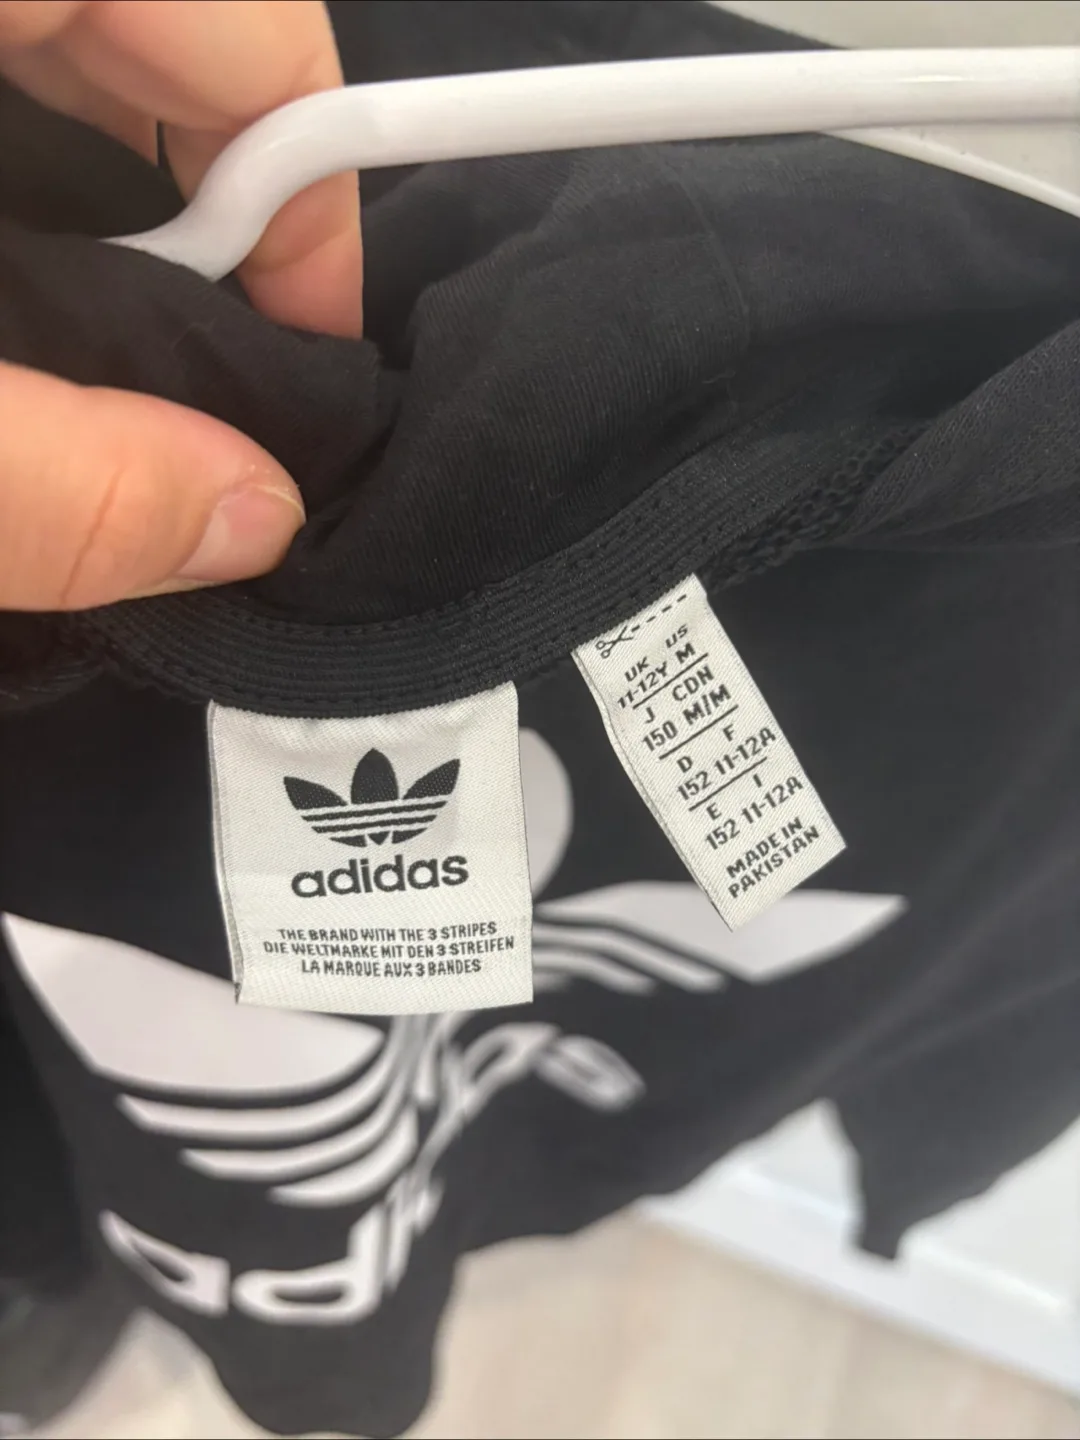 adidas
THE BRAND WITH THE 3 STRIPES
DIE WELTMARKE MIT DEN 3 STREIFEN
LA MARQUE AUX 3 BANDES
UK US
11-12Y M
J CDN
150 M/M
D F
152 11-12A
E I
152 11-12A
MADE IN
PAKISTAN
adidas